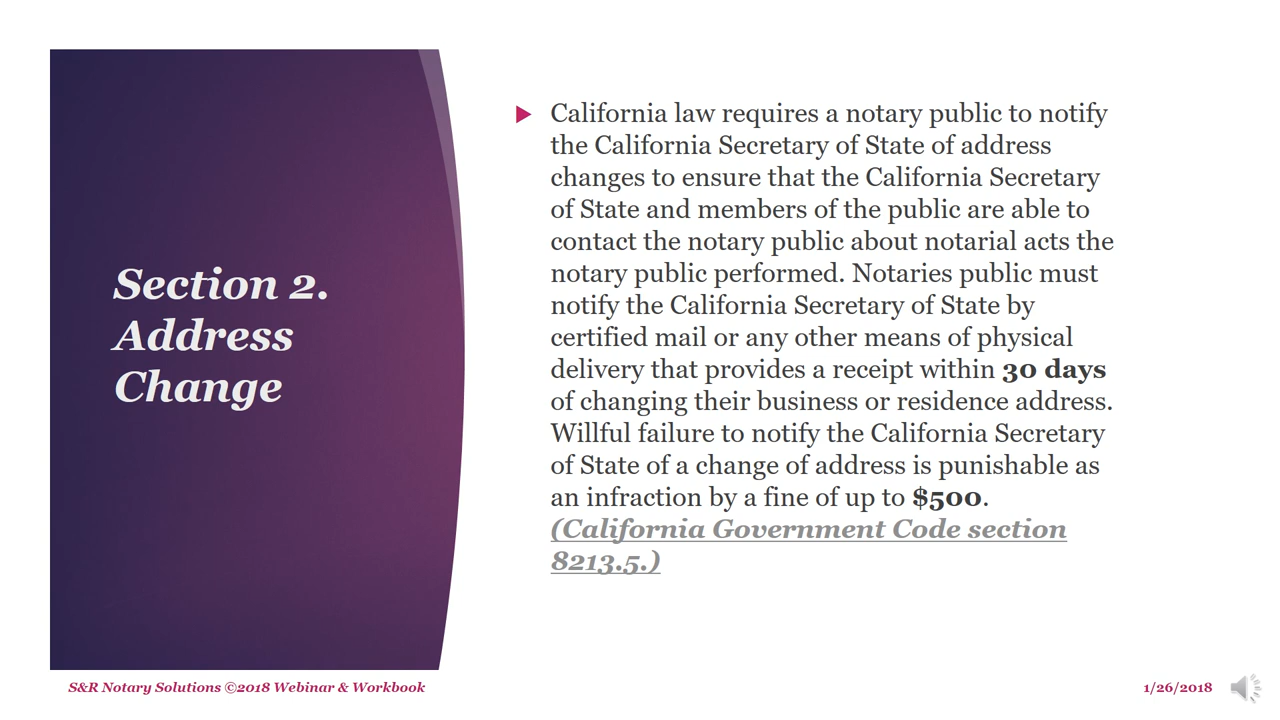 Section 2.
Address
Change
California law requires a notary public to notify
the California Secretary of State of address
changes to ensure that the California Secretary
of State and members of the public are able to
contact the notary public about notarial acts the
notary public performed. Notaries public must
notify the California Secretary of State by
certified mail or any other means of physical
delivery that provides a receipt within 30 days
of changing their business or residence address.
Willful failure to notify the California Secretary
of State of a change of address is punishable as
an infraction by a fine of up to $500.
(California Government Code section
8213.5.)
S&R Notary Solutions ©2018 Webinar & Workbook
1/26/2018